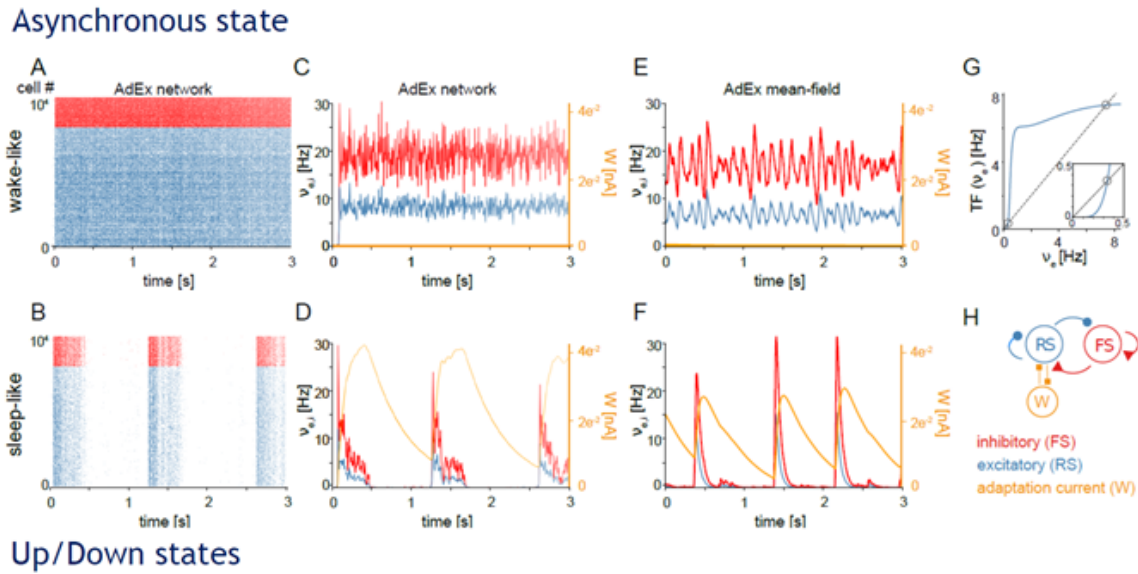 Asynchronous state
A
cell #
AdEx network
10⁴
0
0 1 2 3
time [s]
wake-like
C
AdEx network
30
20
10
0
νe,i [Hz]
4e⁻²
2e⁻²
0
W [nA]
0 1 2 3
time [s]
E
AdEx mean-field
30
20
10
0
νe,i [Hz]
4e⁻²
2e⁻²
0
W [nA]
0 1 2 3
time [s]
G
8
4
0
TF (νe) [Hz]
0.5
0
0.5
0 4 8
νe [Hz]
B
10⁴
0
0 1 2 3
time [s]
sleep-like
D
30
20
10
0
νe,i [Hz]
4e⁻²
2e⁻²
0
W [nA]
0 1 2 3
time [s]
F
30
15
0
νe,i [Hz]
4e⁻²
2e⁻²
0
W [nA]
0 1 2 3
time [s]
H
RS
FS
W
inhibitory (FS)
excitatory (RS)
adaptation current (W)
Up/Down states